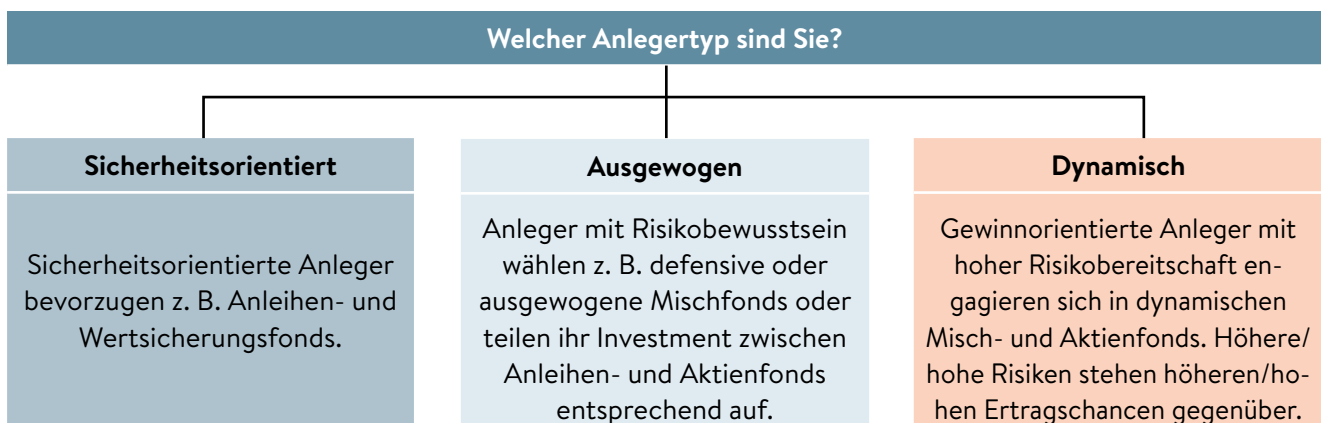 Welcher Anlegertyp sind Sie?
Sicherheitsorientiert
Sicherheitsorientierte Anleger
bevorzugen z. B. Anleihen- und
Wertsicherungsfonds.
Ausgewogen
Anleger mit Risikobewusstsein
wählen z. B. defensive oder
ausgewogene Mischfonds oder
teilen ihr Investment zwischen
Anleihen- und Aktienfonds
entsprechend auf.
Dynamisch
Gewinnorientierte Anleger mit
hoher Risikobereitschaft en-
gagieren sich in dynamischen
Misch- und Aktienfonds. Höhere/
hohe Risiken stehen höheren/ho-
hen Ertragschancen gegenüber.